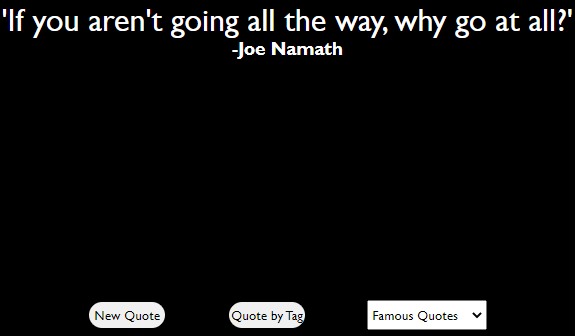 'If you aren't going all the way, why go at all?'
-Joe Namath
New Quote
Quote by Tag
Famous Quotes